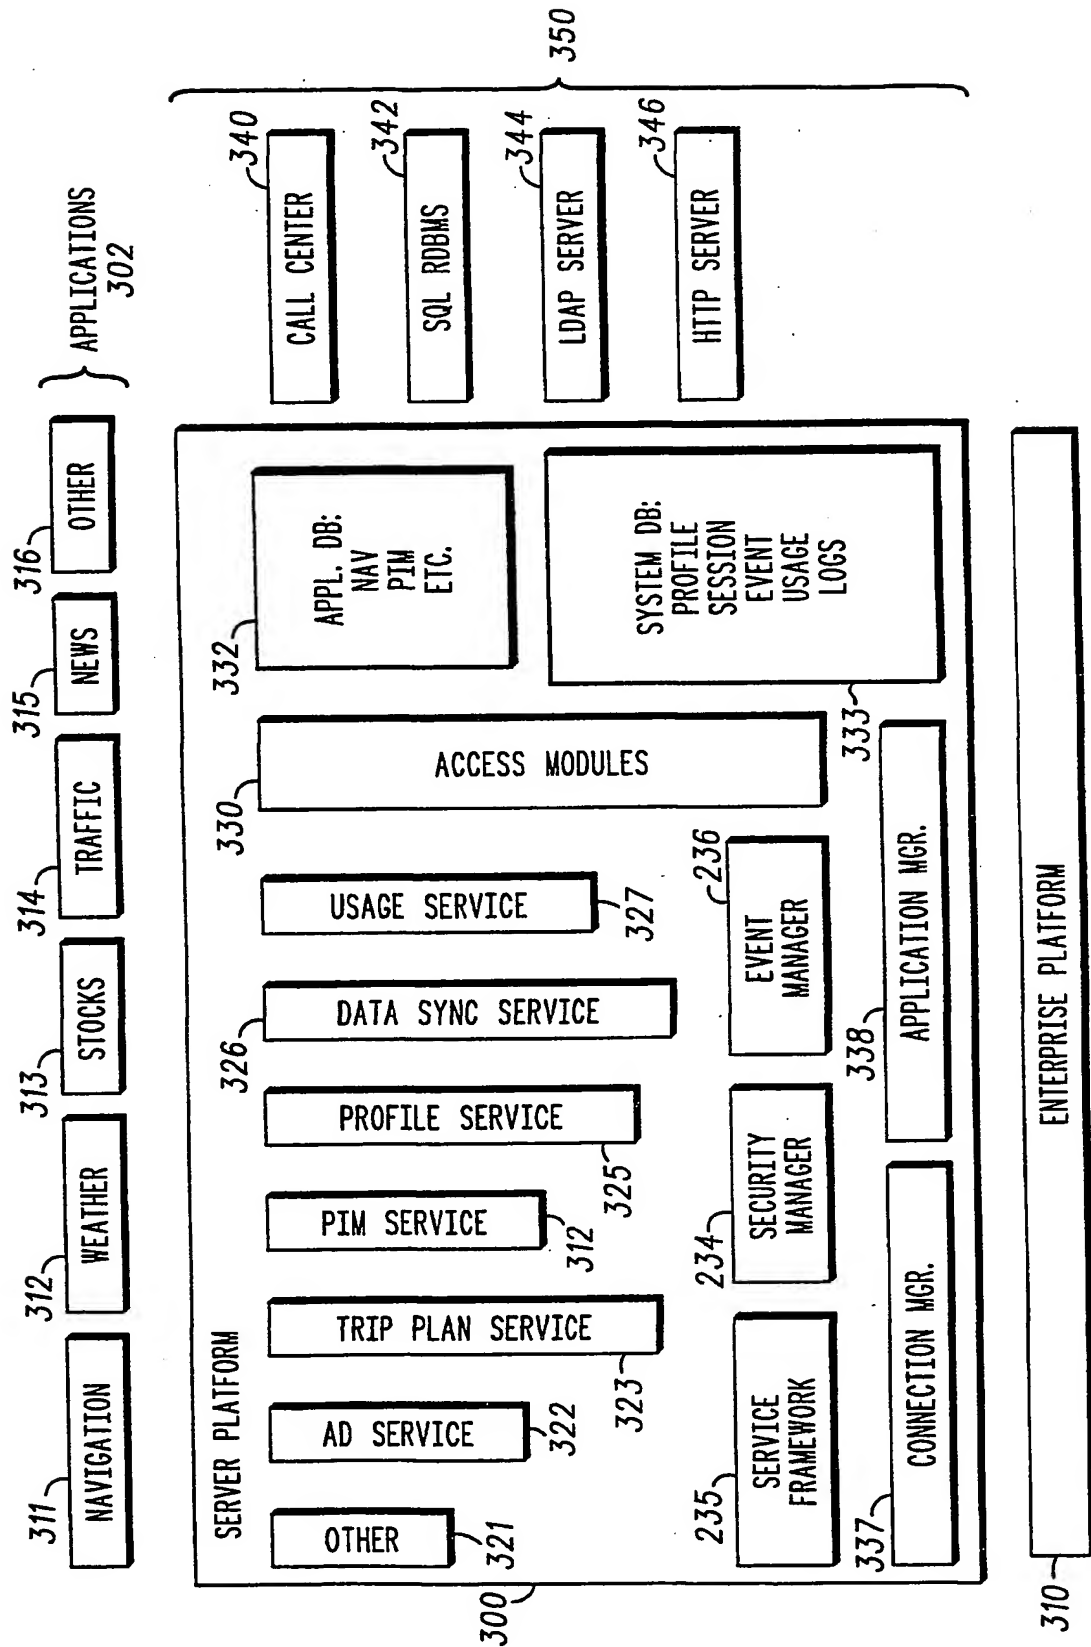 311
NAVIGATION
312
WEATHER
313
STOCKS
314
TRAFFIC
315
NEWS
316
OTHER
APPLICATIONS
302
SERVER PLATFORM
300
OTHER
321
AD SERVICE
322
TRIP PLAN SERVICE
323
PIM SERVICE
312
PROFILE SERVICE
325
326
DATA SYNC SERVICE
USAGE SERVICE
327
330
ACCESS MODULES
332
APPL. DB:
NAV
PIM
ETC.
SYSTEM DB:
PROFILE
SESSION
EVENT
USAGE
LOGS
333
235
SERVICE
FRAMEWORK
234
SECURITY
MANAGER
236
EVENT
MANAGER
337
CONNECTION MGR.
338
APPLICATION MGR.
340
CALL CENTER
342
SQL RDBMS
344
LDAP SERVER
346
HTTP SERVER
350
310
ENTERPRISE PLATFORM